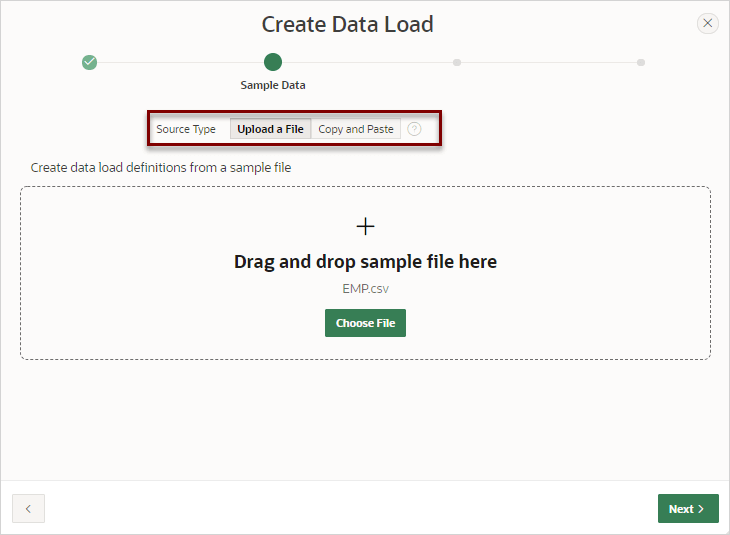 Create Data Load
Sample Data
Source Type Upload a File Copy and Paste ?
Create data load definitions from a sample file
Drag and drop sample file here
EMP.csv
Choose File
Next